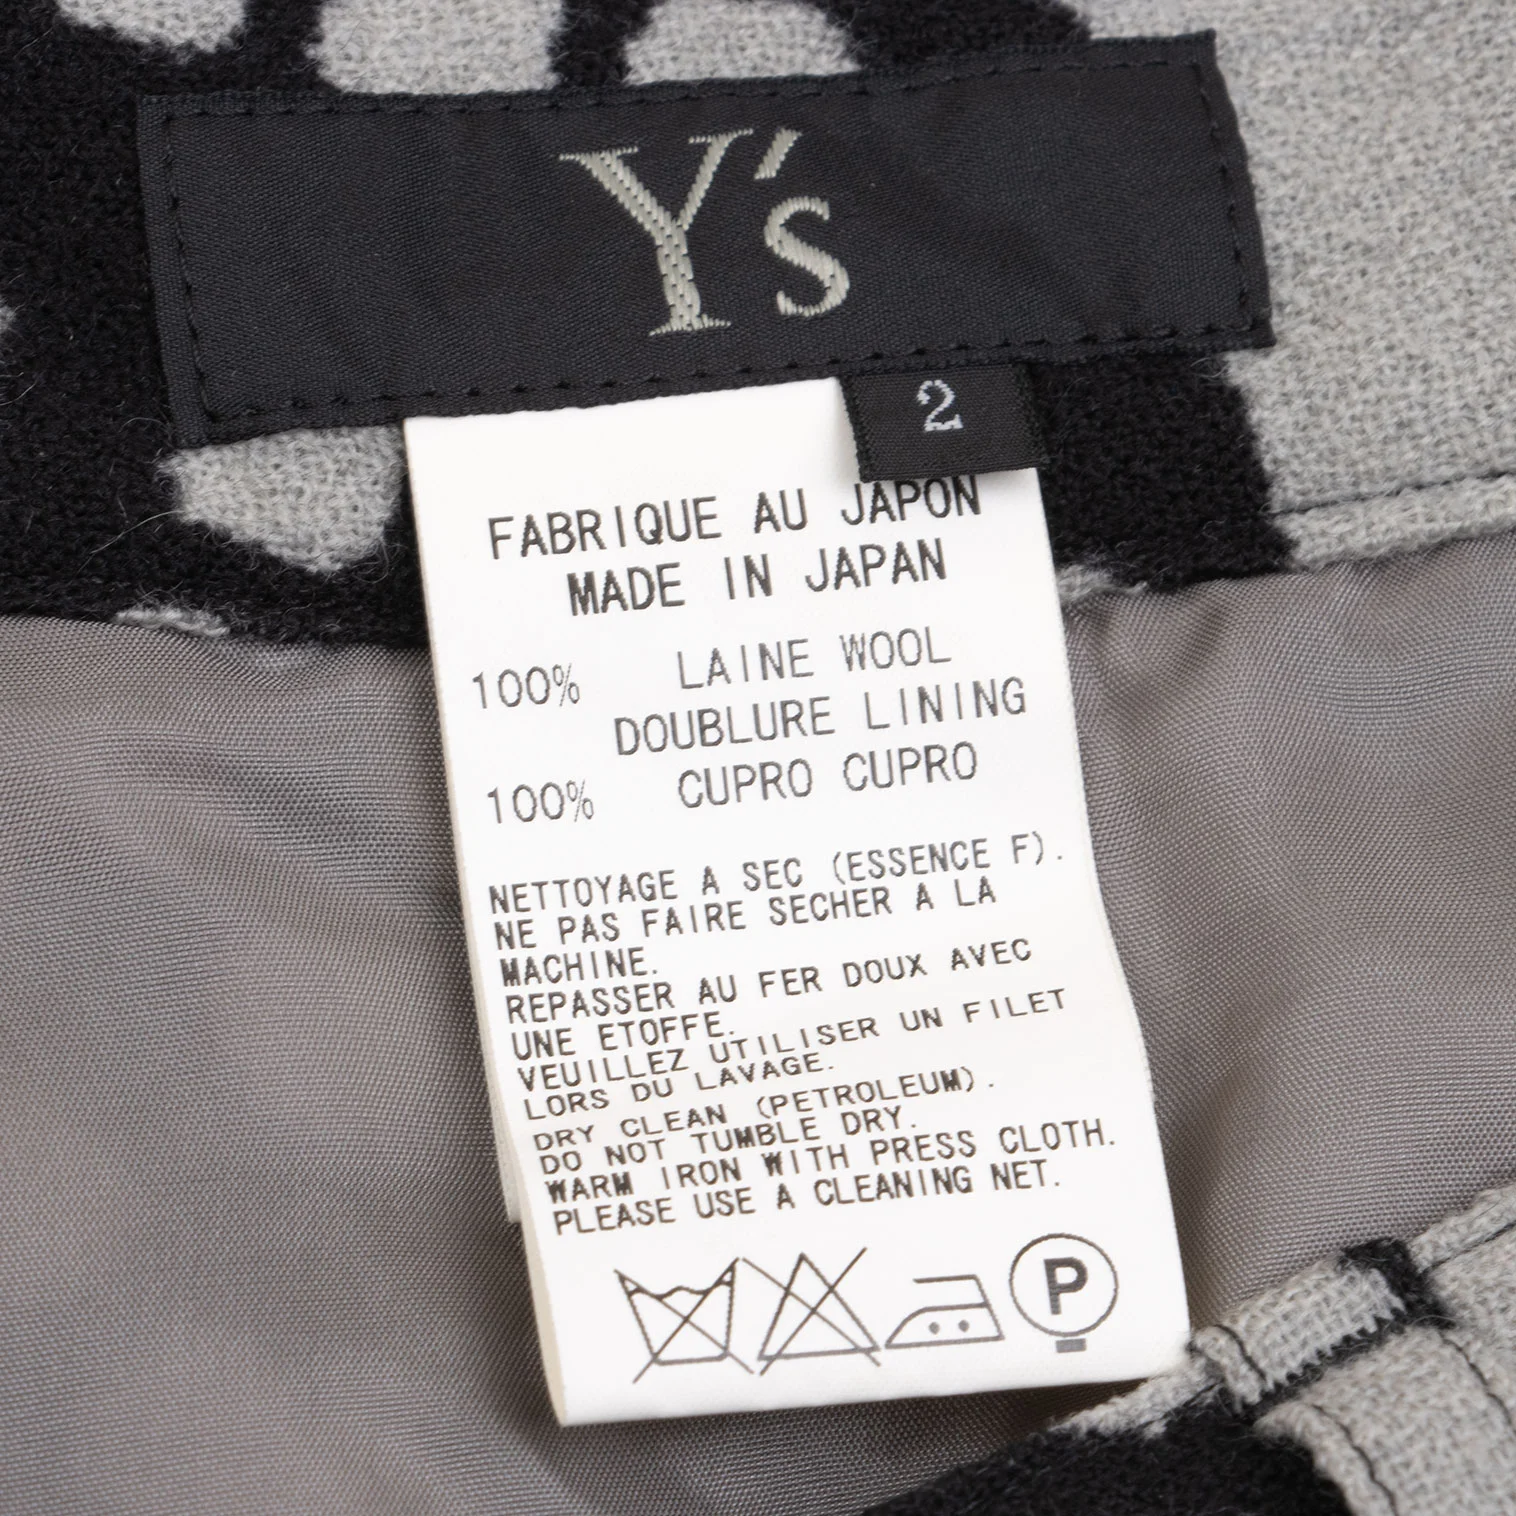 Y's
2
FABRIQUE AU JAPON
MADE IN JAPAN
100% LAINE WOOL
DOUBLURE LINING
100% CUPRO CUPRO
NETTOYAGE A SEC (ESSENCE F).
NE PAS FAIRE SECHER A LA
MACHINE.
REPASSER AU FER DOUX AVEC
UNE ETOFFE.
VEUILLEZ UTILISER UN FILET
LORS DU LAVAGE.
DRY CLEAN (PETROLEUM).
DO NOT TUMBLE DRY.
WARM IRON WITH PRESS CLOTH.
PLEASE USE A CLEANING NET.
P